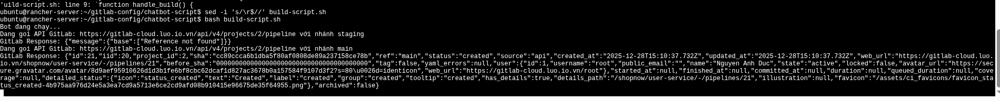 'uild-script.sh: line 9: `function handle_build() {
ubuntu@rancher-server:~/gitlab-config/chatbot-script$ sed -i 's/\r$//' build-script.sh
ubuntu@rancher-server:~/gitlab-config/chatbot-script$ bash build-script.sh
Bot đang chạy...
Dang goi API GitLab: https://gitlab-cloud.luo.io.vn/api/v4/projects/2/pipeline với nhánh staging
GitLab Response: {"message":{"base":["Reference not found"]}}
Dang goi API GitLab: https://gitlab-cloud.luo.io.vn/api/v4/projects/2/pipeline với nhánh main
GitLab Response: {"id":21,"iid":20,"project_id":2,"sha":"cc89ccca6b1dba5f80af0808de89a237158ce78b","ref":"main","status":"created","source":"api","created_at":"2025-12-28T15:10:37.732Z","updated_at":"2025-12-28T15:10:37.732Z","web_url":"https://gitlab-cloud.luo.
io.vn/shopnow/user-service/-/pipelines/21","before_sha":"0000000000000000000000000000000000000000","tag":false,"yaml_errors":null,"user":{"id":1,"username":"root","public_email":"","name":"Nguyen Anh Duc","state":"active","locked":false,"avatar_url":"https://sec
ure.gravatar.com/avatar/8d9aef95910626d1d3b1fe6bf8cbc62dcaf1d827ac3678b0a157584f9107d3f2?s=80\u0026d=identicon","web_url":"https://gitlab-cloud.luo.io.vn/root"},"started_at":null,"finished_at":null,"committed_at":null,"duration":null,"queued_duration":null,"cove
rage":null,"detailed_status":{"icon":"status_created","text":"Created","label":"created","group":"created","tooltip":"created","has_details":true,"details_path":"/shopnow/user-service/-/pipelines/21","illustration":null,"favicon":"/assets/ci_favicons/favicon_sta
tus_created-4b975aa976d24e5a3ea7cd9a5713e6ce2cd9afd08b910415e96675de35f64955.png"},"archived":false}